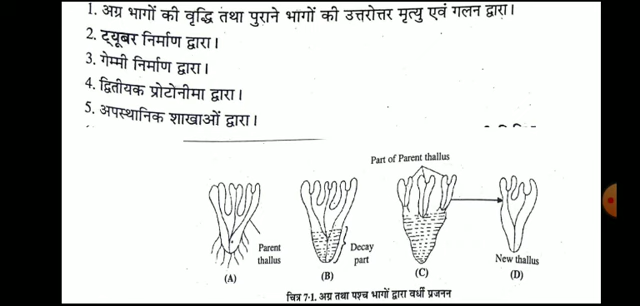 1. अग्र भागों की वृद्धि तथा पुराने भागों की उत्तरोत्तर मृत्यु एवं गलन द्वारा।
2. ट्यूबर निर्माण द्वारा।
3. गेम्मी निर्माण द्वारा।
4. द्वितीयक प्रोटोनीमा द्वारा।
5. अपस्थानिक शाखाओं द्वारा।
Part of Parent thallus
Parent thallus
Decay part
New thallus
(A) (B) (C) (D)
चित्र 7·1. अग्र तथा पश्च भागों द्वारा वर्धी प्रजनन